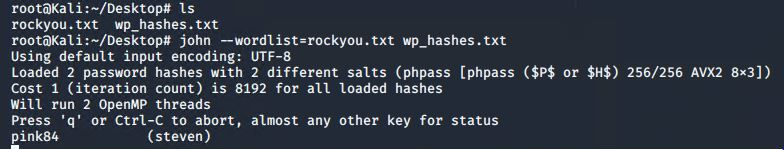 root@Kali:~/Desktop# ls
rockyou.txt  wp_hashes.txt
root@Kali:~/Desktop# john --wordlist=rockyou.txt wp_hashes.txt
Using default input encoding: UTF-8
Loaded 2 password hashes with 2 different salts (phpass [phpass ($P$ or $H$) 256/256 AVX2 8×3])
Cost 1 (iteration count) is 8192 for all loaded hashes
Will run 2 OpenMP threads
Press 'q' or Ctrl-C to abort, almost any other key for status
pink84           (steven)